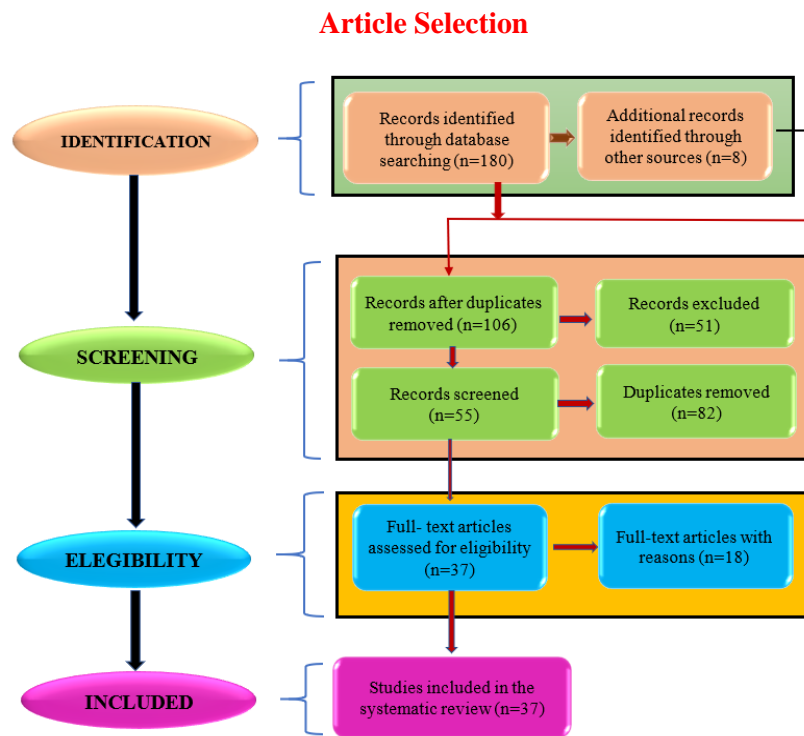 Article Selection
IDENTIFICATION
Records identified
through database
searching (n=180)
Additional records
identified through
other sources (n=8)
SCREENING
Records after duplicates
removed (n=106)
Records excluded
(n=51)
Records screened
(n=55)
Duplicates removed
(n=82)
ELEGIBILITY
Full- text articles
assessed for eligibility
(n=37)
Full-text articles with
reasons (n=18)
INCLUDED
Studies included in the
systematic review (n=37)